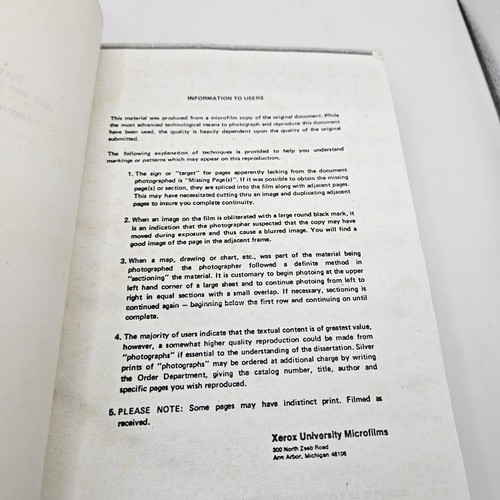 INFORMATION TO USERS
This material was produced from a microfilm copy of the original document. While
the most advanced technological means to photograph and reproduce this document
have been used, the quality is heavily dependent upon the quality of the original
submitted.
The following explanation of techniques is provided to help you understand
markings or patterns which may appear on this reproduction.
1. The sign or "target" for pages apparently lacking from the document
photographed is "Missing Page(s)". If it was possible to obtain the missing
page(s) or section, they are spliced into the film along with adjacent pages.
This may have necessitated cutting thru an image and duplicating adjacent
pages to insure you complete continuity.
2. When an image on the film is obliterated with a large round black mark, it
is an indication that the photographer suspected that the copy may have
moved during exposure and thus cause a blurred image. You will find a
good image of the page in the adjacent frame.
3. When a map, drawing or chart, etc., was part of the material being
photographed the photographer followed a definite method in
"sectioning" the material. It is customary to begin photoing at the upper
left hand corner of a large sheet and to continue photoing from left to
right in equal sections with a small overlap. If necessary, sectioning is
continued again — beginning below the first row and continuing on until
complete.
4. The majority of users indicate that the textual content is of greatest value,
however, a somewhat higher quality reproduction could be made from
"photographs" if essential to the understanding of the dissertation. Silver
prints of "photographs" may be ordered at additional charge by writing
the Order Department, giving the catalog number, title, author and
specific pages you wish reproduced.
5. PLEASE NOTE: Some pages may have indistinct print. Filmed as
received.
Xerox University Microfilms
300 North Zeeb Road
Ann Arbor, Michigan 48106